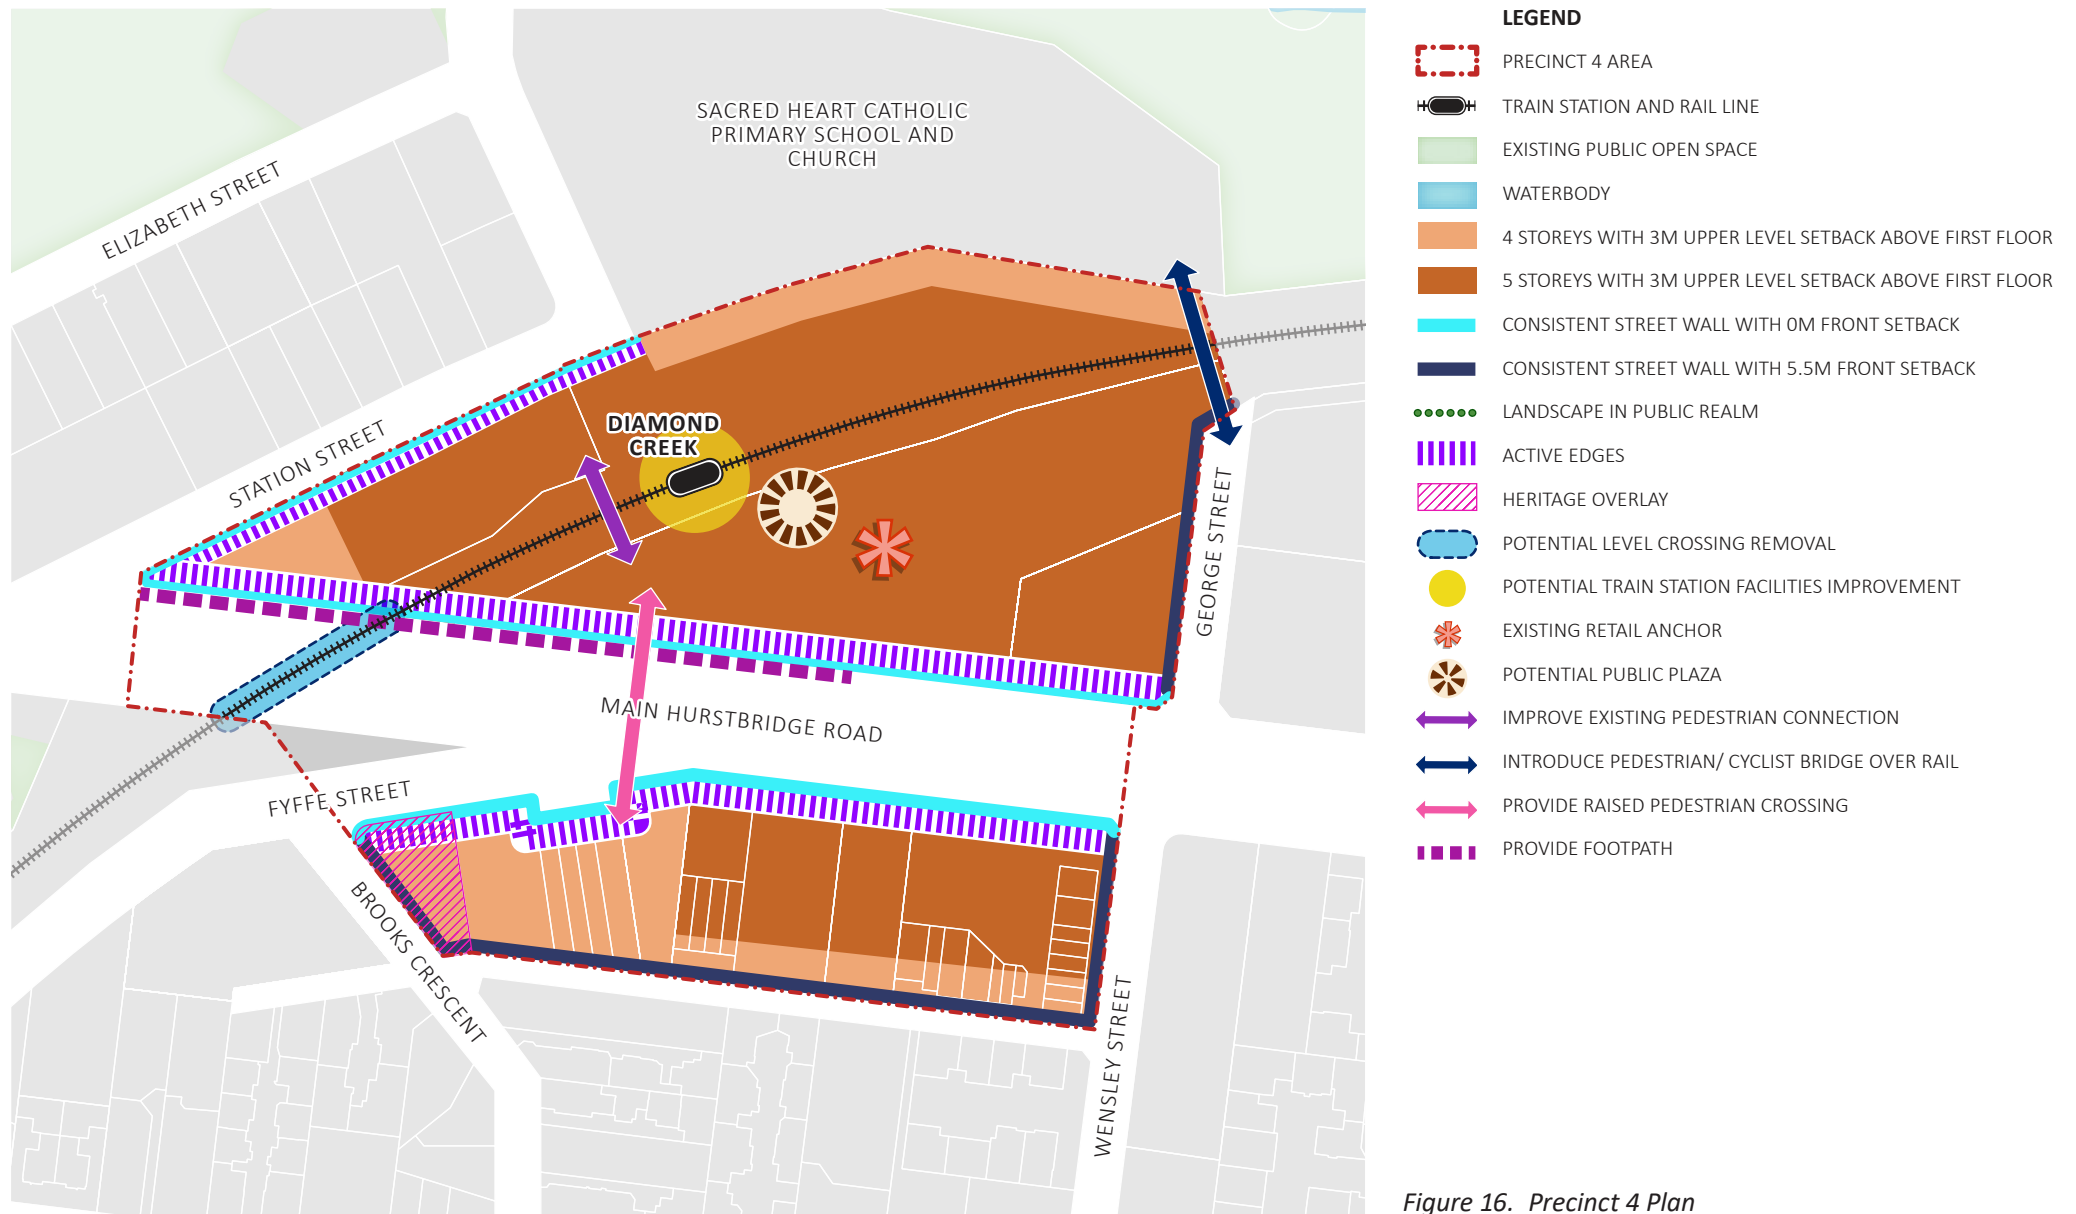 SACRED HEART CATHOLIC
PRIMARY SCHOOL AND
CHURCH
ELIZABETH STREET
STATION STREET
DIAMOND
CREEK
GEORGE STREET
MAIN HURSTBRIDGE ROAD
FYFFE STREET
BROOKS CRESCENT
WENSLEY STREET
LEGEND
PRECINCT 4 AREA
TRAIN STATION AND RAIL LINE
EXISTING PUBLIC OPEN SPACE
WATERBODY
4 STOREYS WITH 3M UPPER LEVEL SETBACK ABOVE FIRST FLOOR
5 STOREYS WITH 3M UPPER LEVEL SETBACK ABOVE FIRST FLOOR
CONSISTENT STREET WALL WITH 0M FRONT SETBACK
CONSISTENT STREET WALL WITH 5.5M FRONT SETBACK
LANDSCAPE IN PUBLIC REALM
ACTIVE EDGES
HERITAGE OVERLAY
POTENTIAL LEVEL CROSSING REMOVAL
POTENTIAL TRAIN STATION FACILITIES IMPROVEMENT
EXISTING RETAIL ANCHOR
POTENTIAL PUBLIC PLAZA
IMPROVE EXISTING PEDESTRIAN CONNECTION
INTRODUCE PEDESTRIAN/ CYCLIST BRIDGE OVER RAIL
PROVIDE RAISED PEDESTRIAN CROSSING
PROVIDE FOOTPATH
Figure 16. Precinct 4 Plan